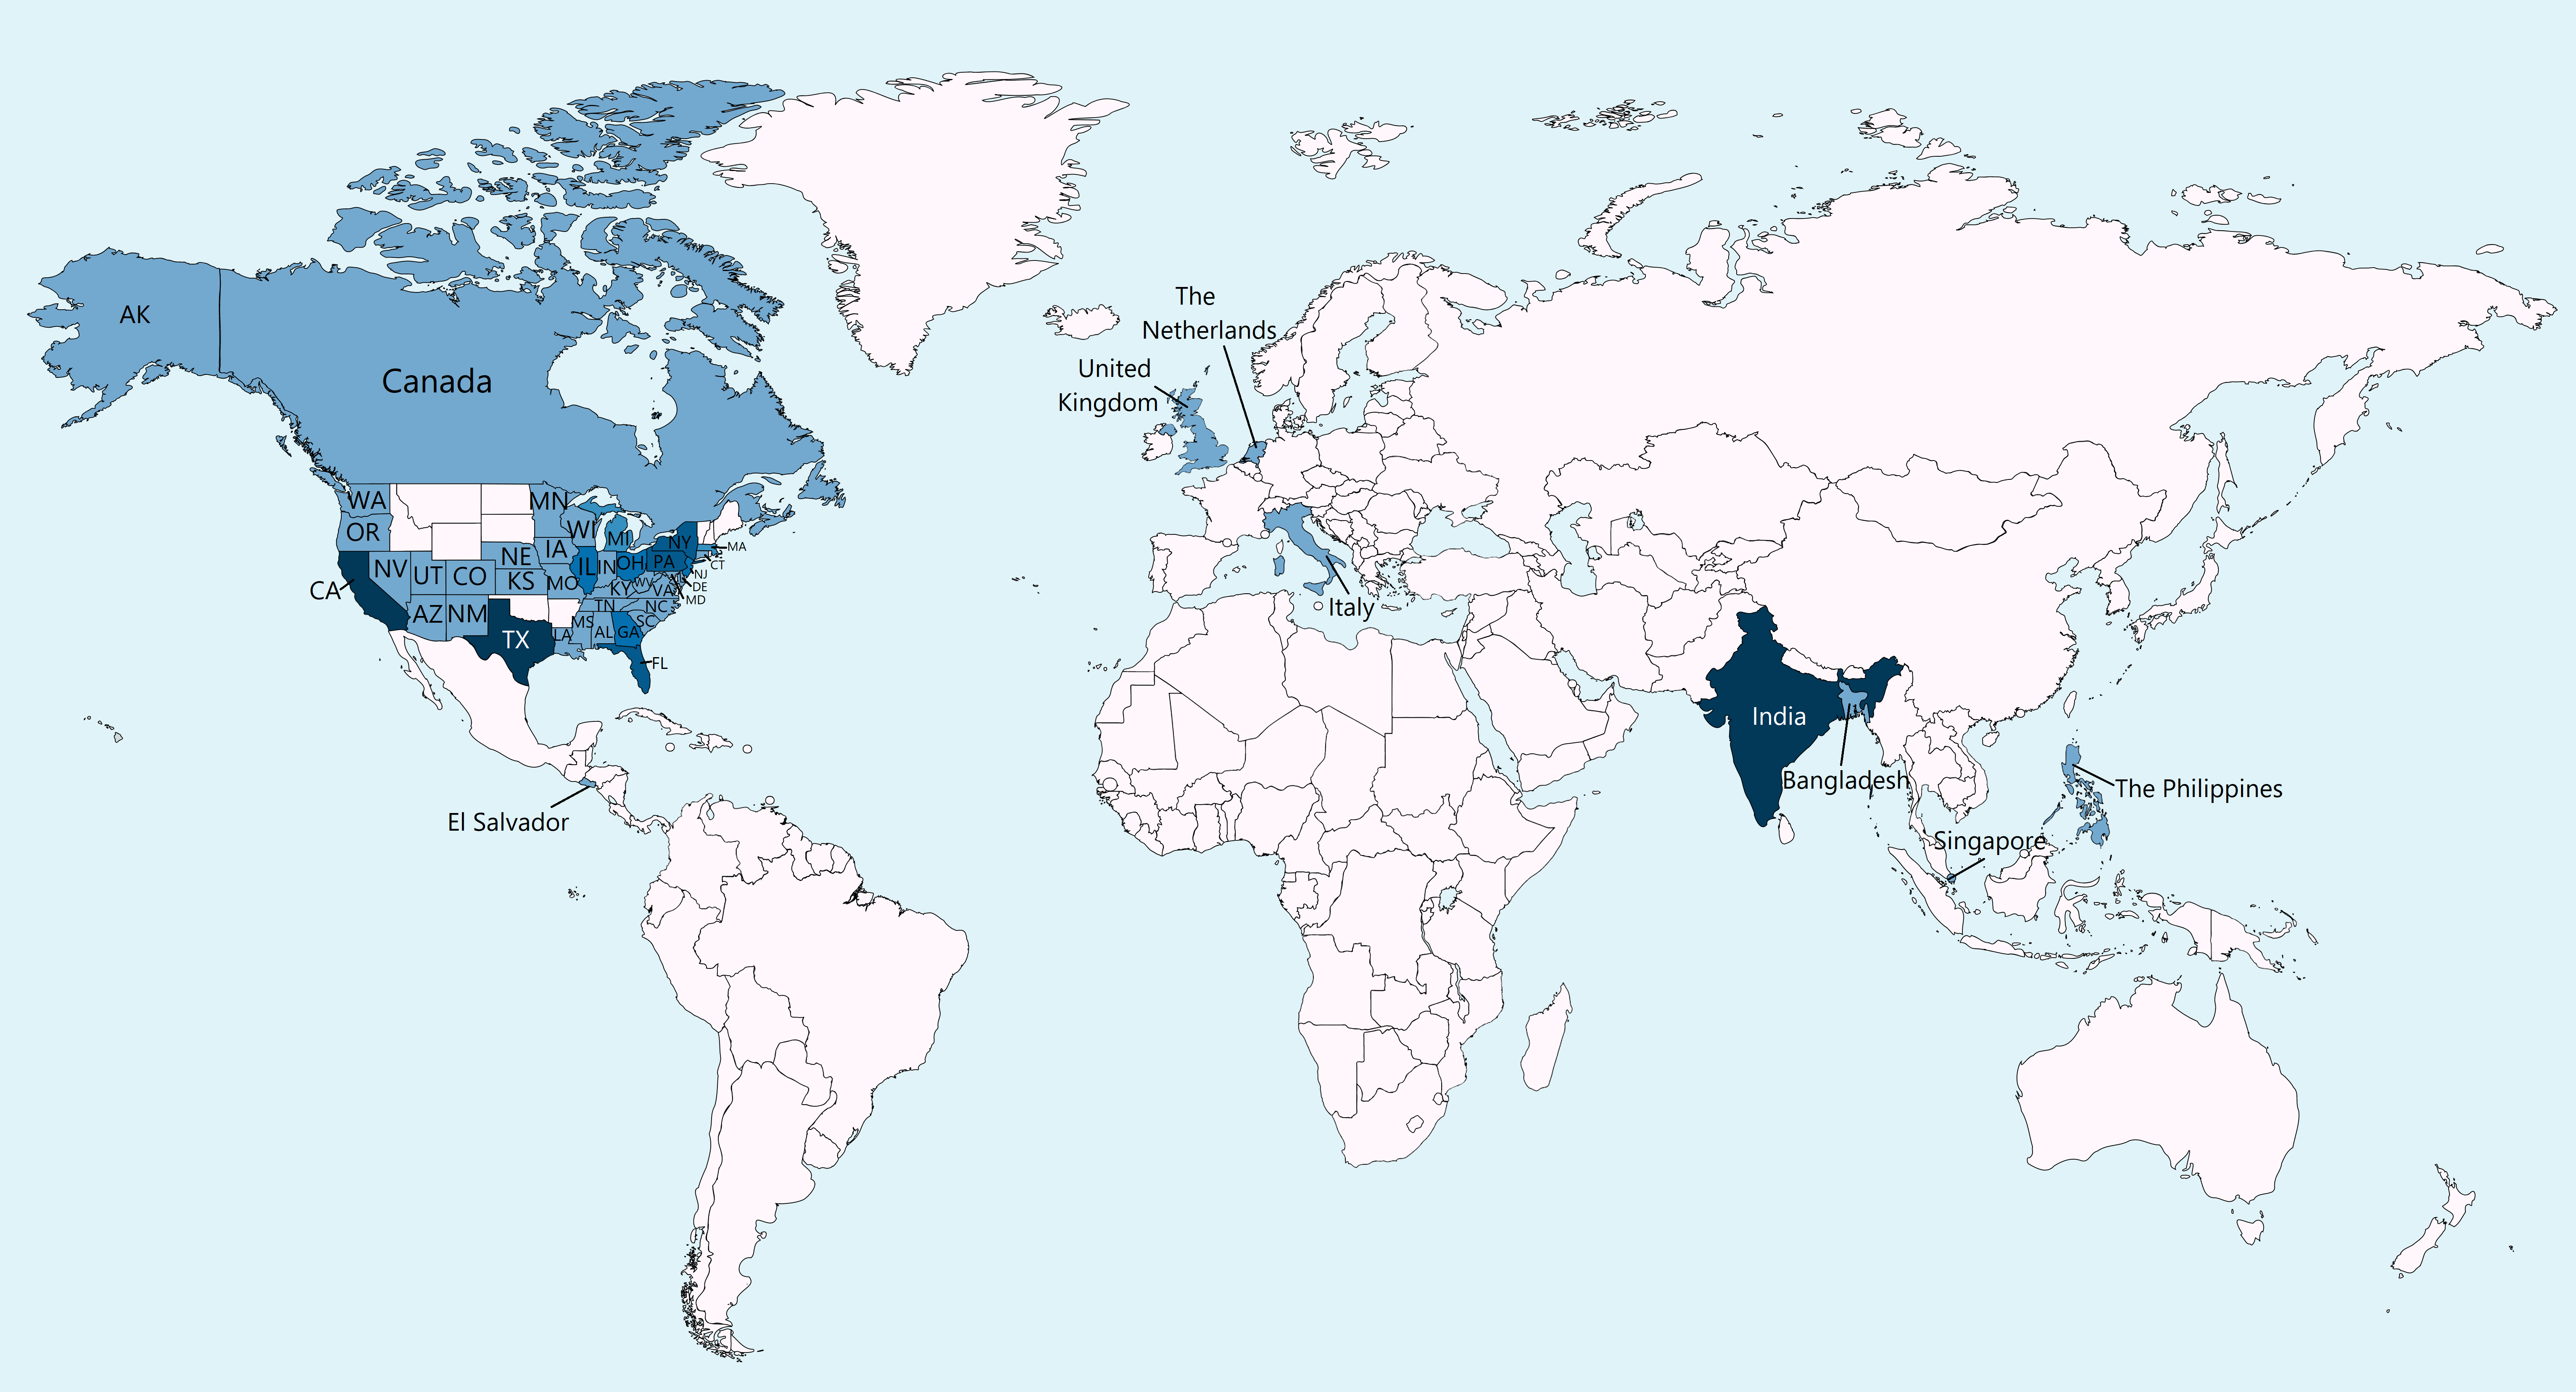 The
Netherlands
AK
United
Kingdom
Canada
WA
MN
OR
WI
MI
NY
MA
IA
NE
PA
OH
IL
IN
CT
NV
UT
CO
KS
MO
NJ
WV
KY
VA
DE
MD
CA
TN
NC
AZ
NM
MS
SC
AL
GA
LA
TX
FL
Italy
India
Bangladesh
The Philippines
El Salvador
Singapore